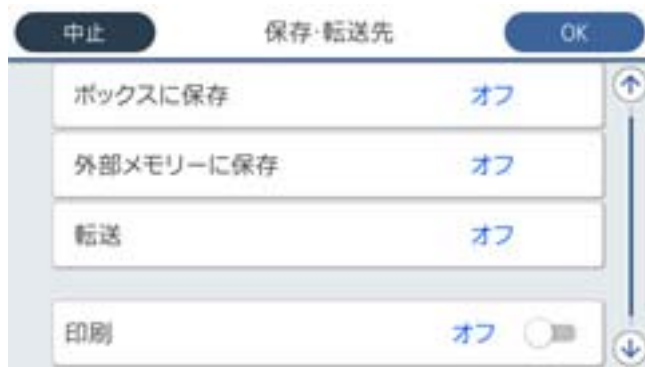 中止 保存·転送先 OK
ボックスに保存 オフ
外部メモリーに保存 オフ
転送 オフ
印刷 オフ